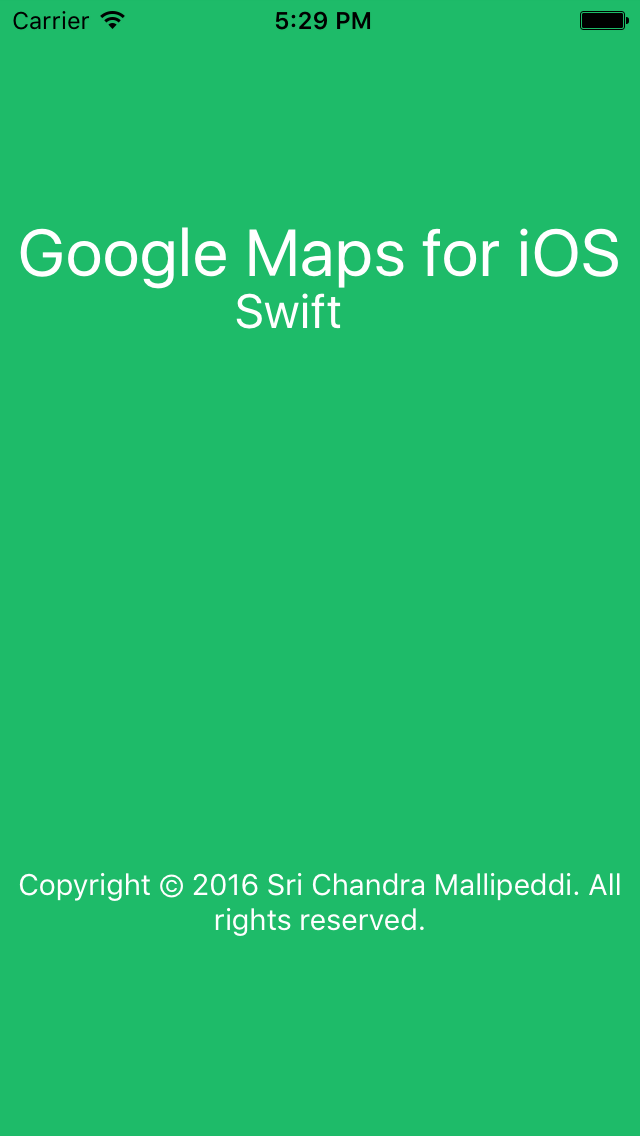 Carrier 5:29 PM
Google Maps for iOS
Swift
Copyright © 2016 Sri Chandra Mallipeddi. All
rights reserved.